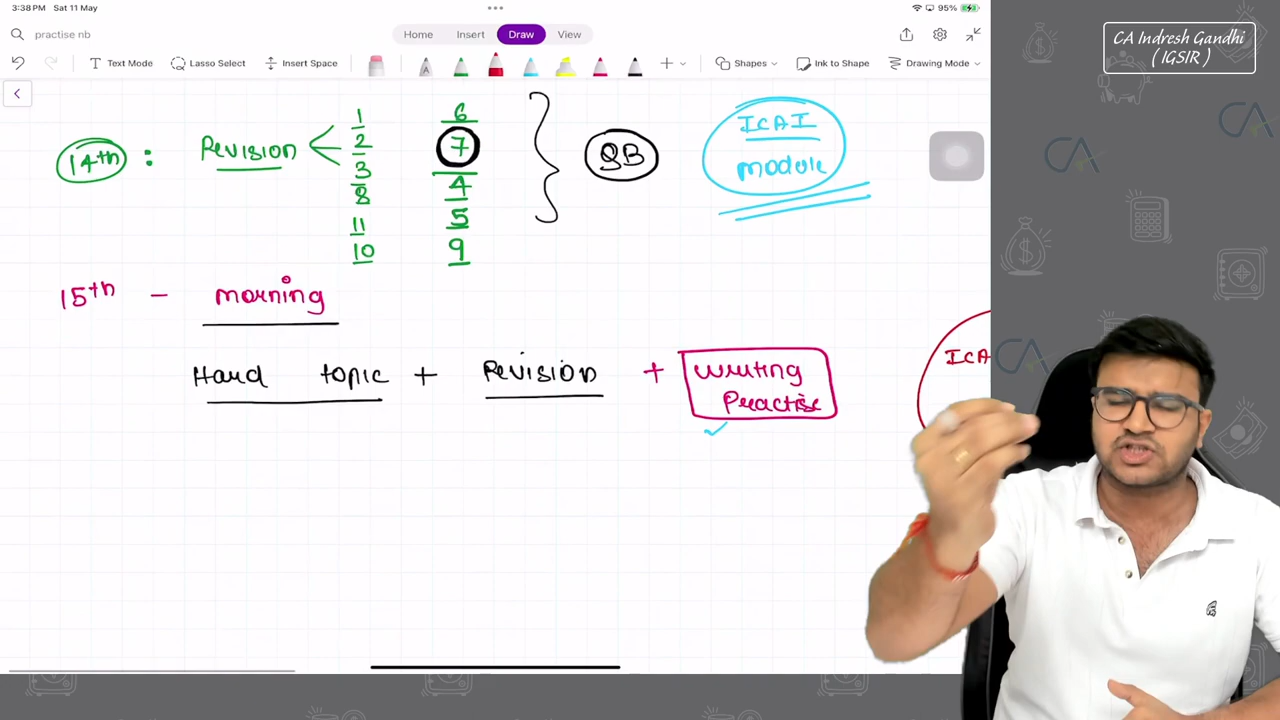 3:38 PM Sat 11 May
95%
practise nb
Home Insert Draw View
Text Mode Lasso Select Insert Space Shapes Ink to Shape Drawing Mode
CA Indresh Gandhi
(IGSIR)
14th : Revision
1
2
3
8
11
10
6
7
4
5
9
QB
ICAI
module
15th - morning
Hard topic + Revision + Writing
Practise
ICA